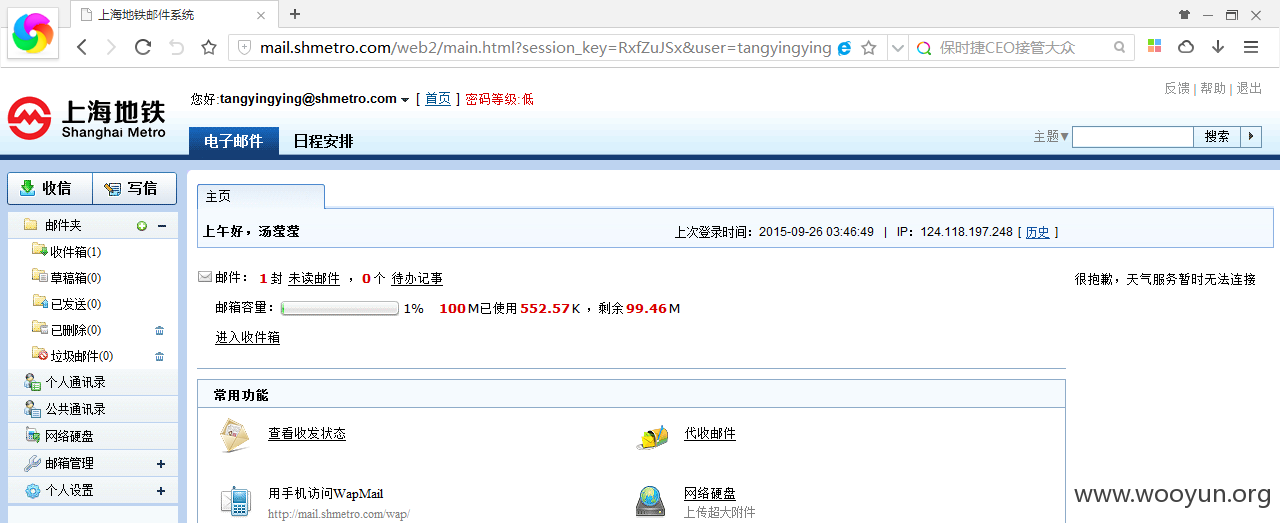 上海地铁邮件系统
mail.shmetro.com/web2/main.html?session_key=RxfZuJSx&user=tangyingying
保时捷CEO接管大众
反馈 | 帮助 | 退出
上海地铁
Shanghai Metro
您好:tangyingying@shmetro.com [ 首页 ] 密码等级:低
电子邮件 日程安排
主题 搜索
收信 写信
主页
邮件夹
上午好，汤莹莹
上次登录时间：2015-09-26 03:46:49 | IP：124.118.197.248 [ 历史 ]
收件箱(1)
草稿箱(0)
已发送(0)
已删除(0)
垃圾邮件(0)
个人通讯录
公共通讯录
网络硬盘
邮箱管理
个人设置
邮件： 1 封 未读邮件 ，0 个 待办记事
很抱歉，天气服务暂时无法连接
邮箱容量： 1% 100M已使用552.57K ，剩余99.46M
进入收件箱
常用功能
查看收发状态
代收邮件
用手机访问WapMail
http://mail.shmetro.com/wap/
网络硬盘
上传超大附件
www.wooyun.org